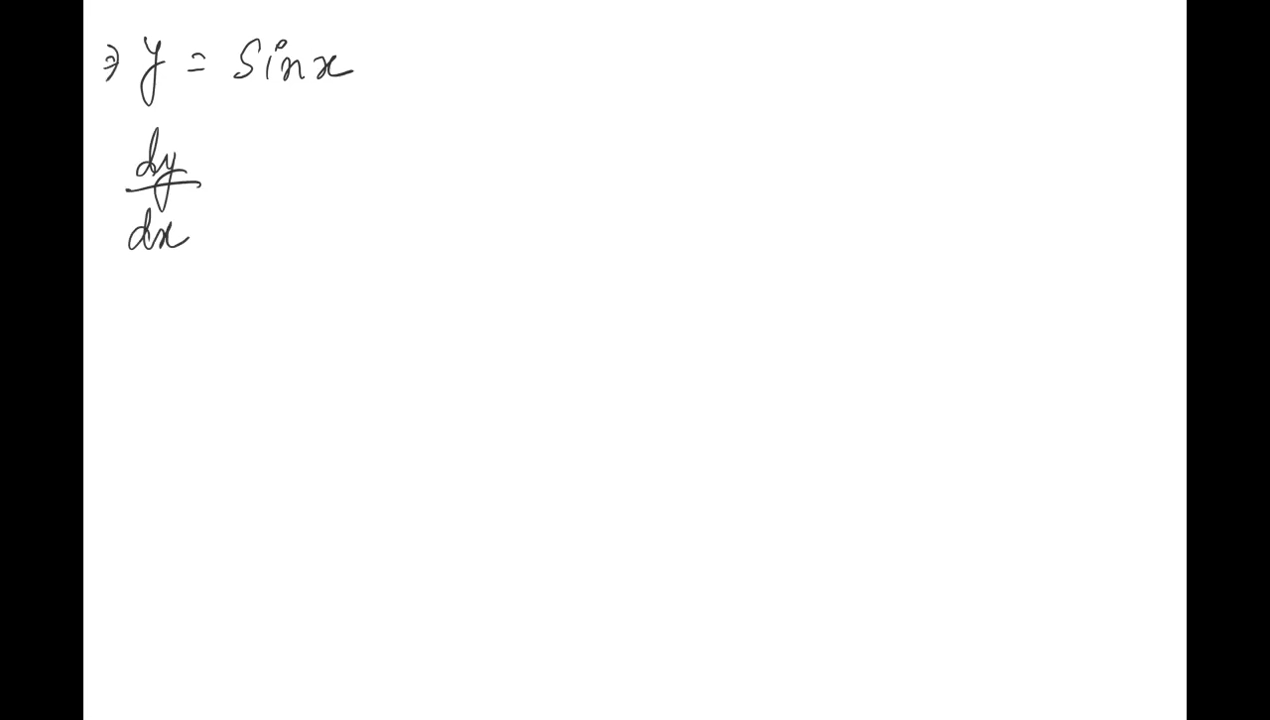 ⇒ y = sinx
dy
dx